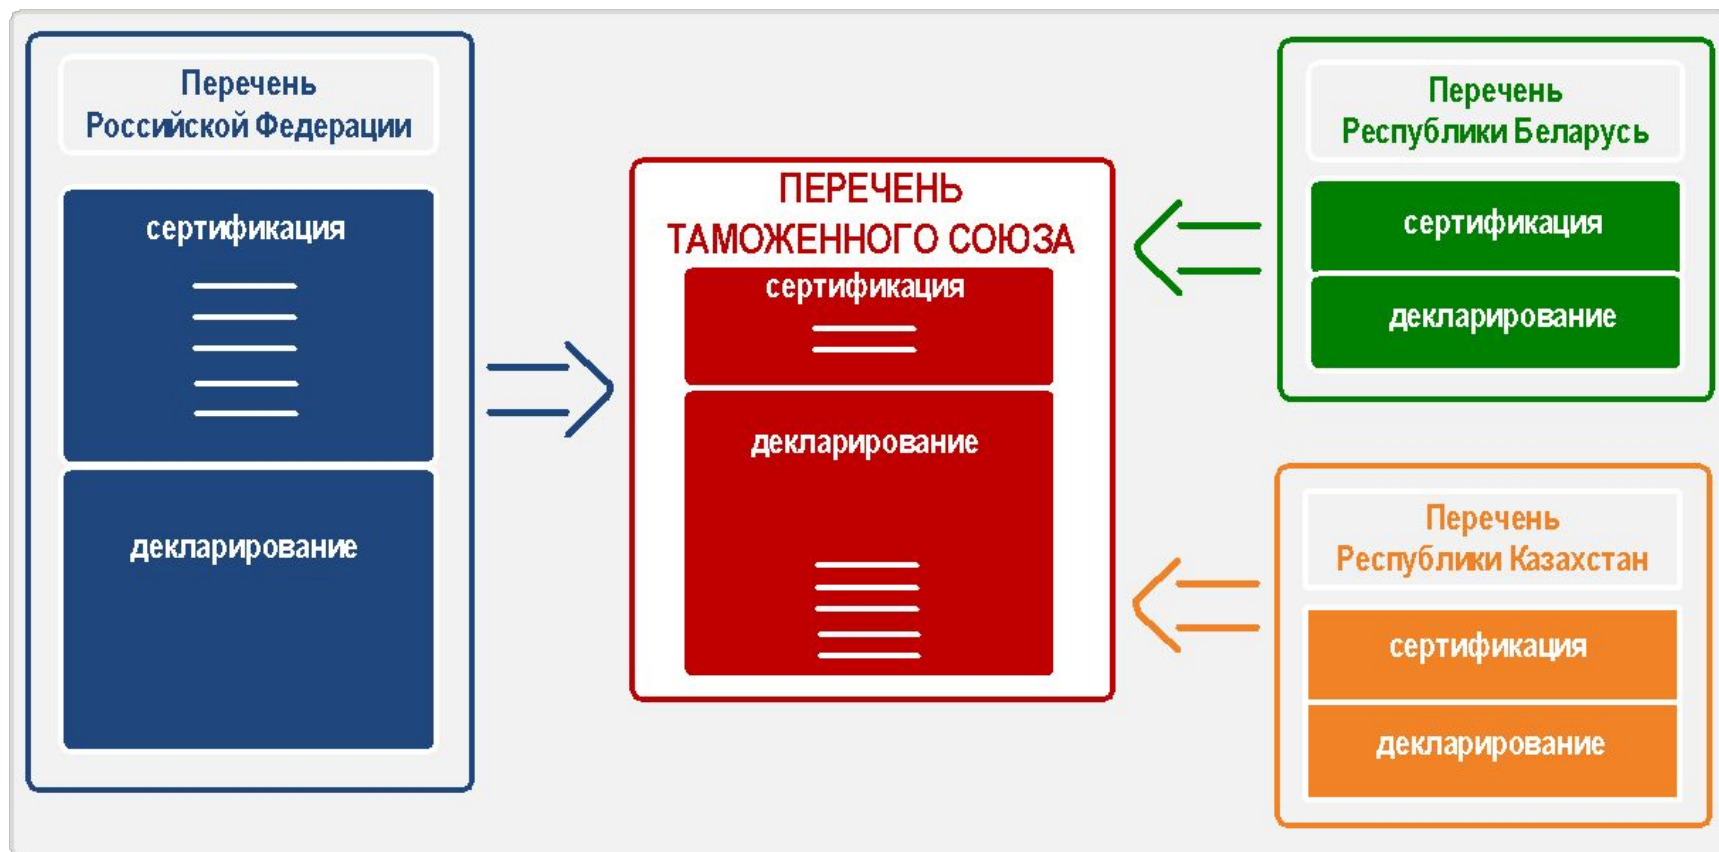 Перечень
Российской Федерации
сертификация
декларирование
ПЕРЕЧЕНЬ
ТАМОЖЕННОГО СОЮЗА
сертификация
декларирование
Перечень
Республики Беларусь
сертификация
декларирование
Перечень
Республики Казахстан
сертификация
декларирование